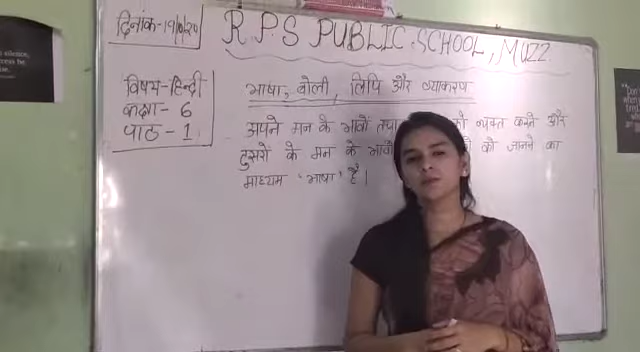 दिनांक-19/10/20
R.P.S PUBLIC.SCHOOL, MUZZ.
विषय-हिन्दी
कक्षा- 6
पाठ- 1
भाषा, बोली, लिपि और व्याकरण
अपने मन के भावों तथा को व्यक्त करने और
दुसरो के मन के भावों को जानने का
माध्यम 'भाषा' है।